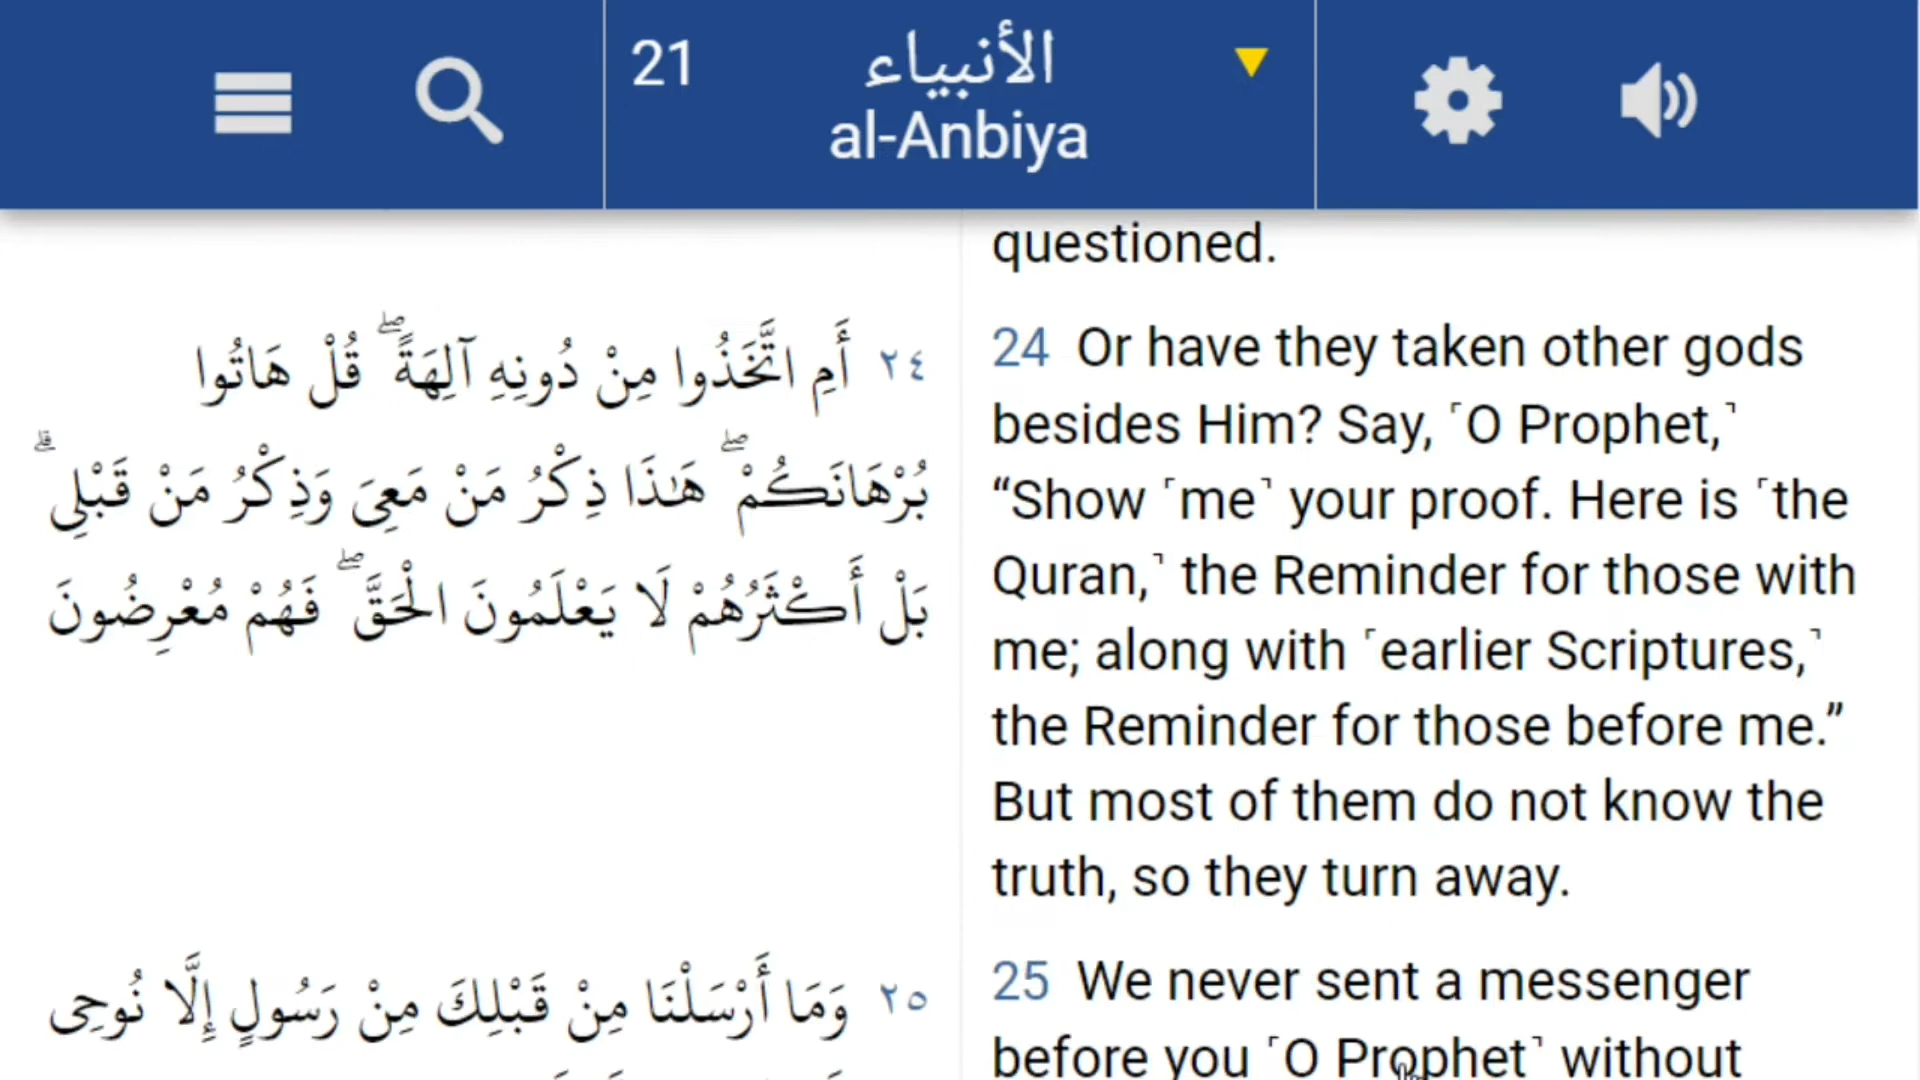 21
الأنبياء
al-Anbiya
٢٤ أَمِ اتَّخَذُوا مِنْ دُونِهِ آلِهَةً ۖ قُلْ هَاتُوا
بُرْهَانَكُمْ ۖ هَـٰذَا ذِكْرُ مَنْ مَعِيَ وَذِكْرُ مَنْ قَبْلِي ۗ
بَلْ أَكْثَرُهُمْ لَا يَعْلَمُونَ الْحَقَّ ۖ فَهُمْ مُعْرِضُونَ
٢٥ وَمَا أَرْسَلْنَا مِنْ قَبْلِكَ مِنْ رَسُولٍ إِلَّا نُوحِي
questioned.
24 Or have they taken other gods
besides Him? Say, ˹O Prophet,˺
“Show ˹me˺ your proof. Here is ˹the
Quran,˺ the Reminder for those with
me; along with ˹earlier Scriptures,˺
the Reminder for those before me.”
But most of them do not know the
truth, so they turn away.
25 We never sent a messenger
before you ˹O Prophet˺ without